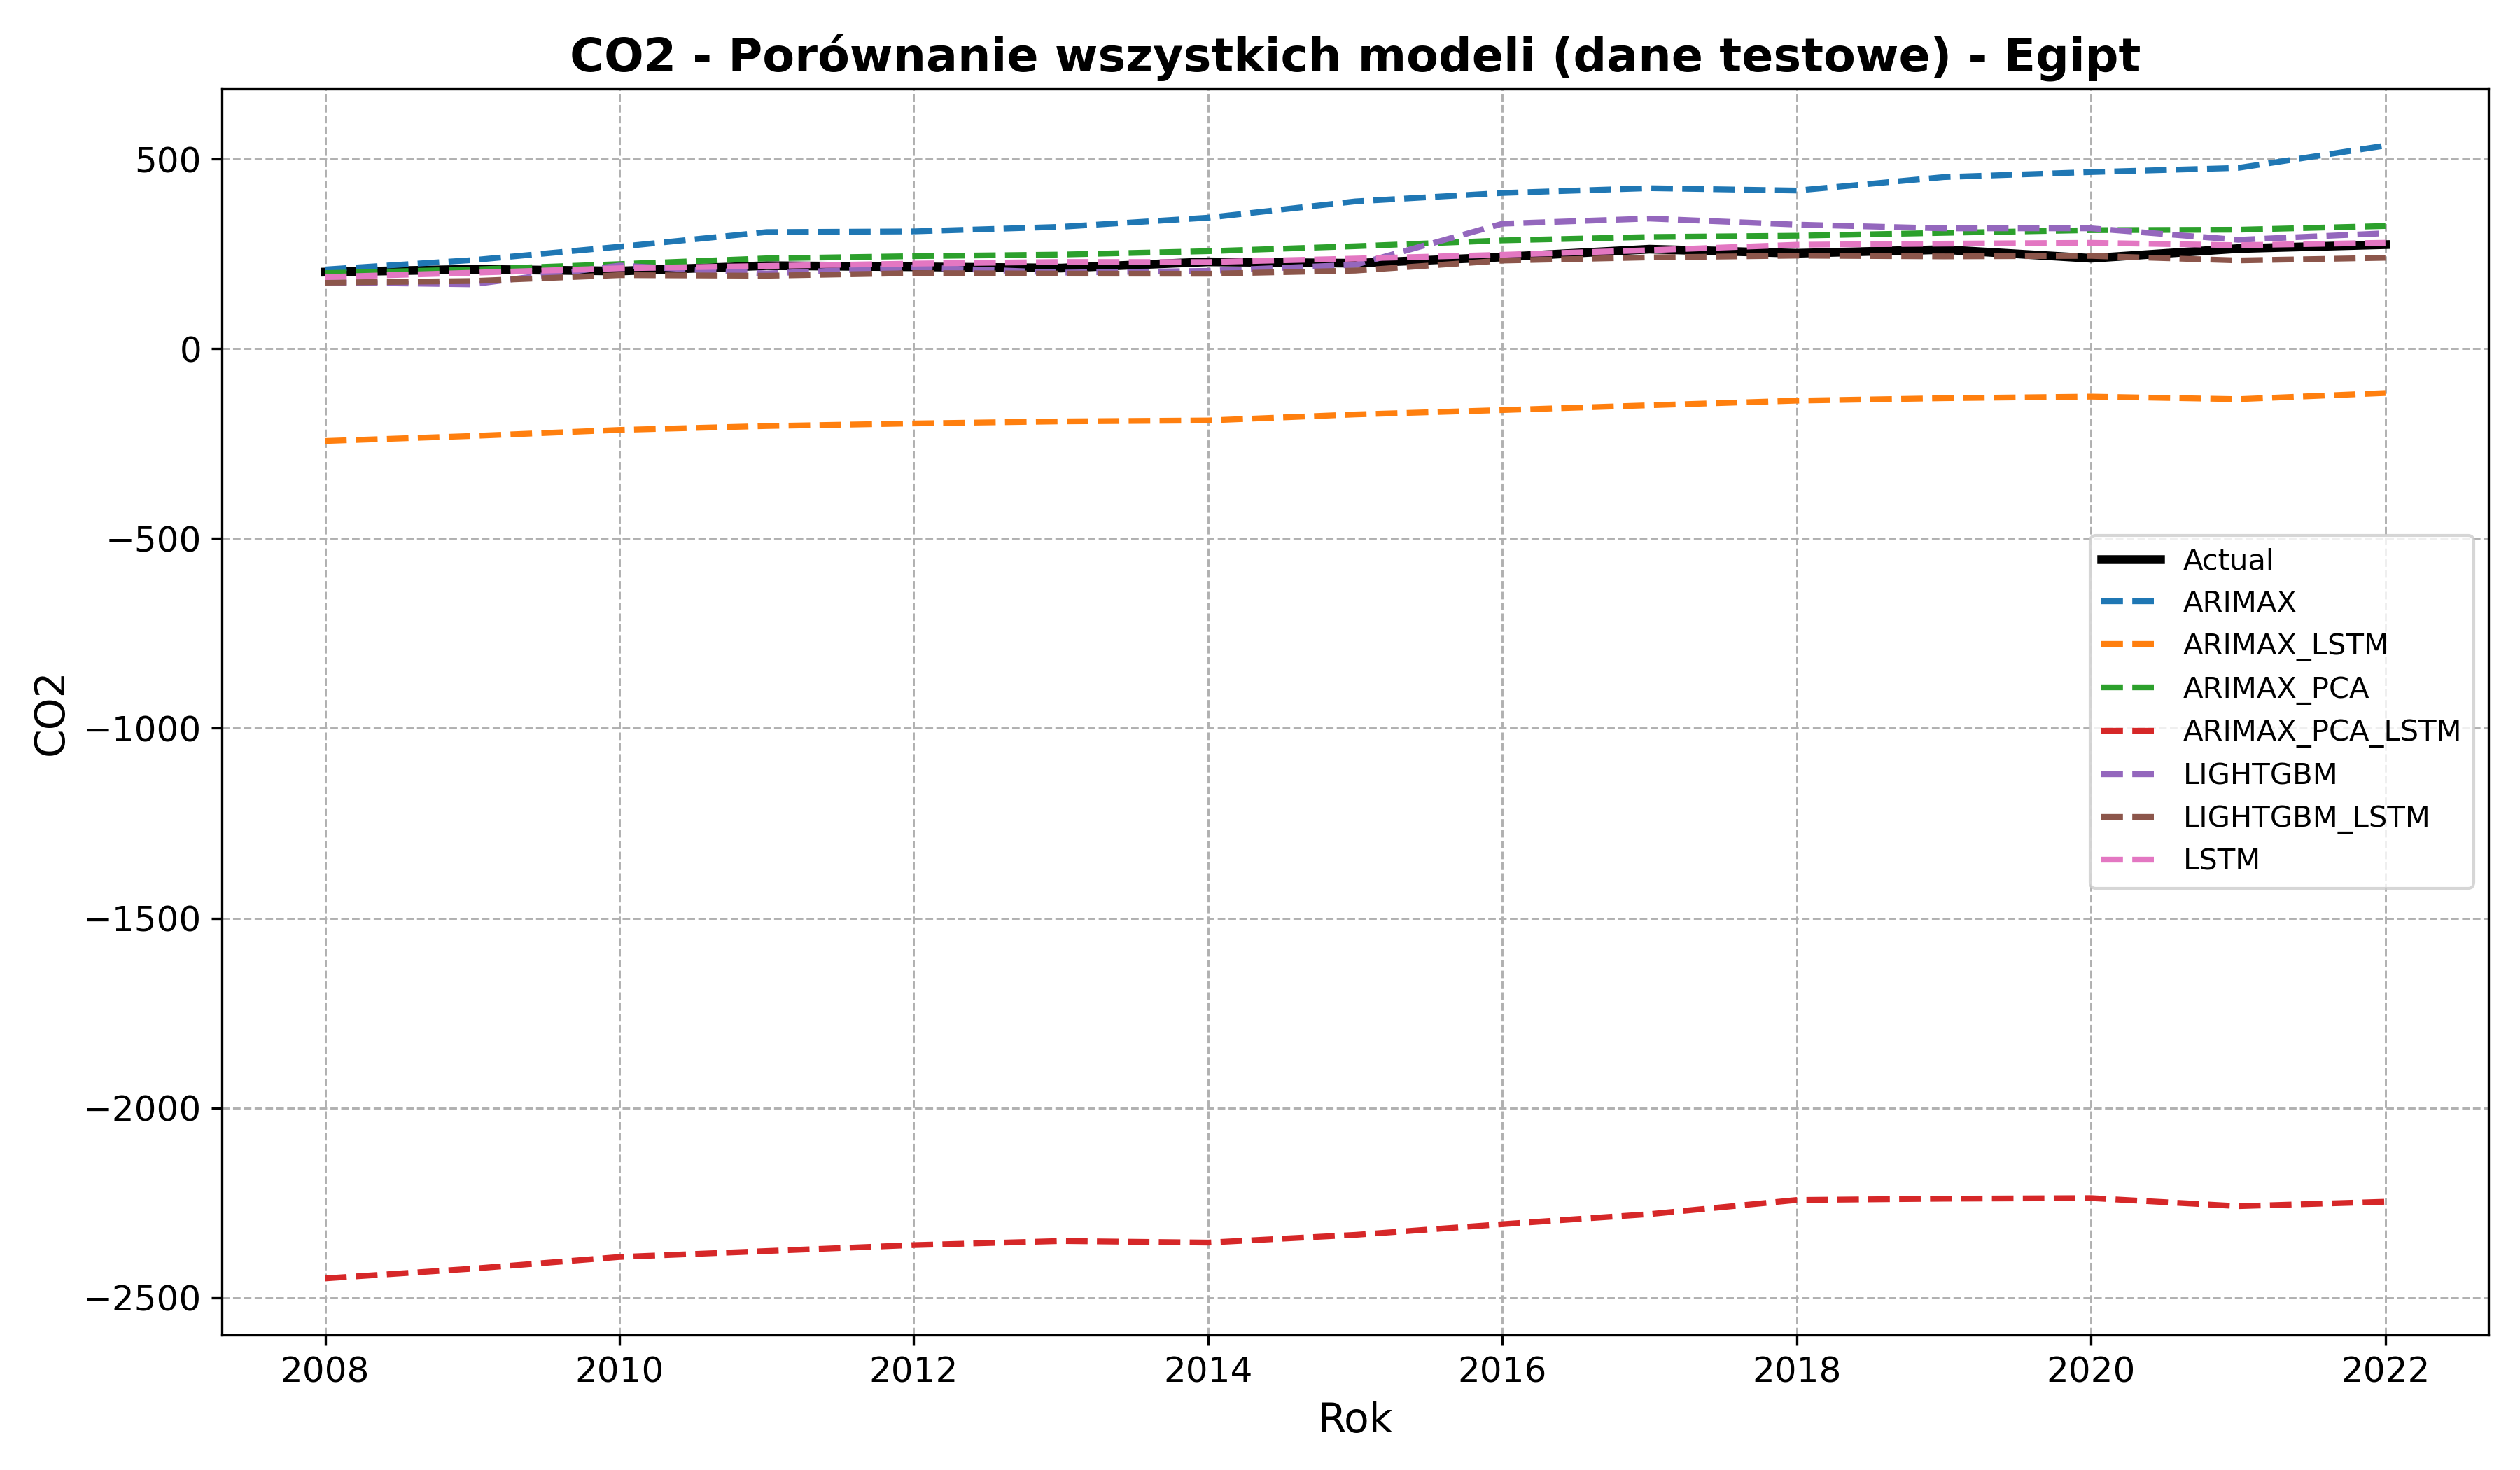 CO2 - Porównanie wszystkich modeli (dane testowe) - Egipt
CO2
500
0
−500
−1000
−1500
−2000
−2500
Actual
ARIMAX
ARIMAX_LSTM
ARIMAX_PCA
ARIMAX_PCA_LSTM
LIGHTGBM
LIGHTGBM_LSTM
LSTM
2008 2010 2012 2014 2016 2018 2020 2022
Rok